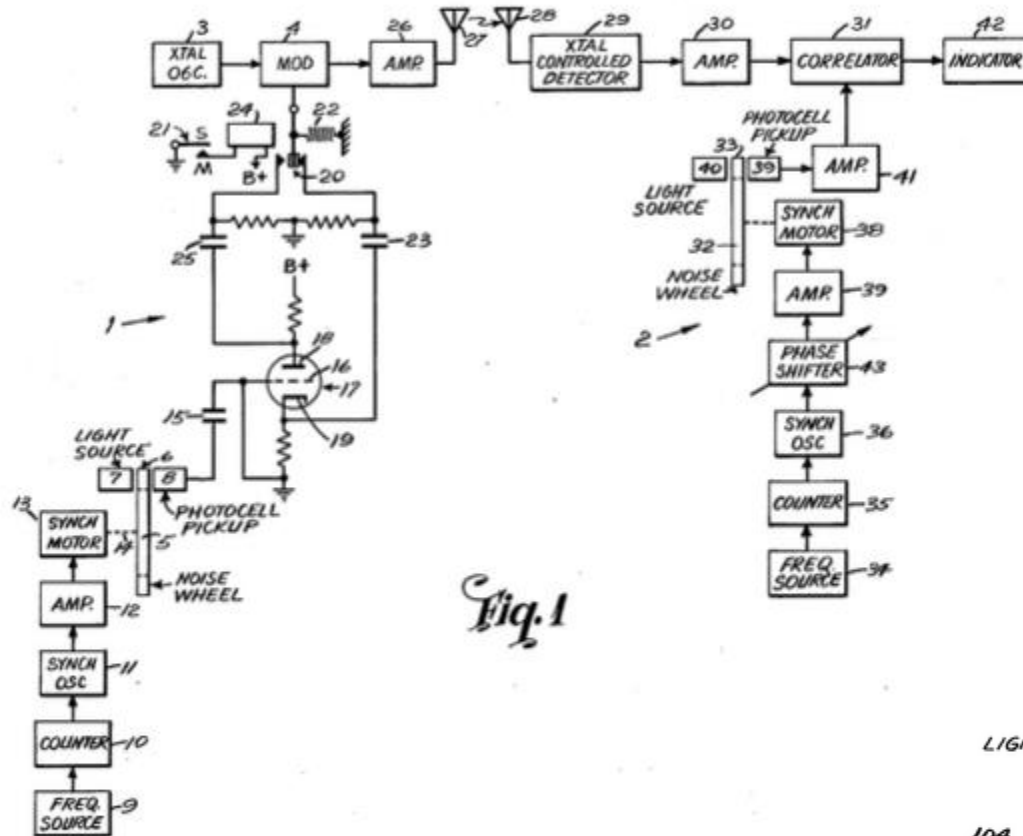 3
4
26
27
28
29
30
31
42
XTAL
OSC.
MOD
AMP.
XTAL
CONTROLLED
DETECTOR
AMP.
CORRELATOR
INDICATOR
21
S
M
24
B+
22
20
25
23
B+
1
18
16
17
15
19
LIGHT
SOURCE
6
7
8
PHOTOCELL
PICKUP
13
SYNCH
MOTOR
14
5
NOISE
WHEEL
AMP.
12
SYNCH
OSC
11
COUNTER
10
FREQ.
SOURCE
9
PHOTOCELL
PICKUP
33
40
39
AMP.
41
LIGHT
SOURCE
32
SYNCH
MOTOR
38
NOISE
WHEEL
AMP.
39
2
PHASE
SHIFTER
43
SYNCH
OSC
36
COUNTER
35
FREQ.
SOURCE
34
Fig. 1
LIGH
104